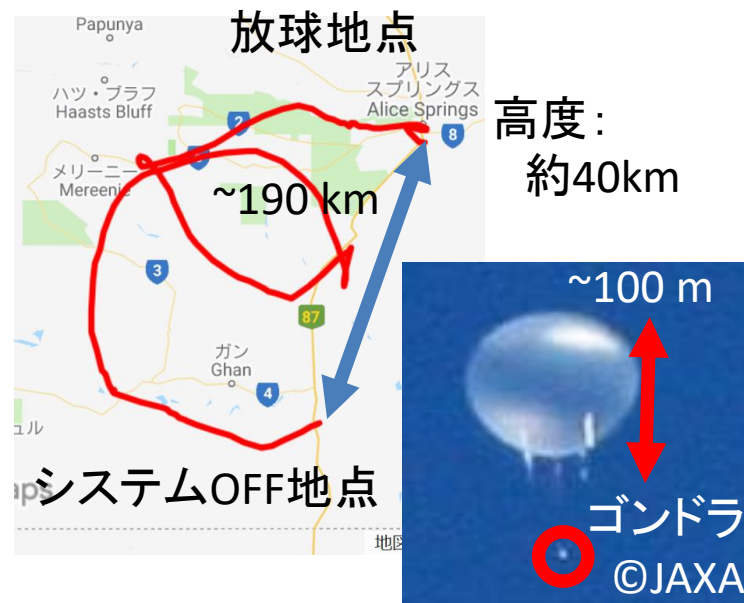 Papunya
放球地点
ハツ・ブラフ
Haasts Bluff
アリス
スプリングス
Alice Springs
2
8
高度：
約40km
メリーニー
Mereenie
~190 km
3
~100 m
87
ガン
Ghan
4
ュル
aps
システムOFF地点
ゴンドラ
地図
©JAXA